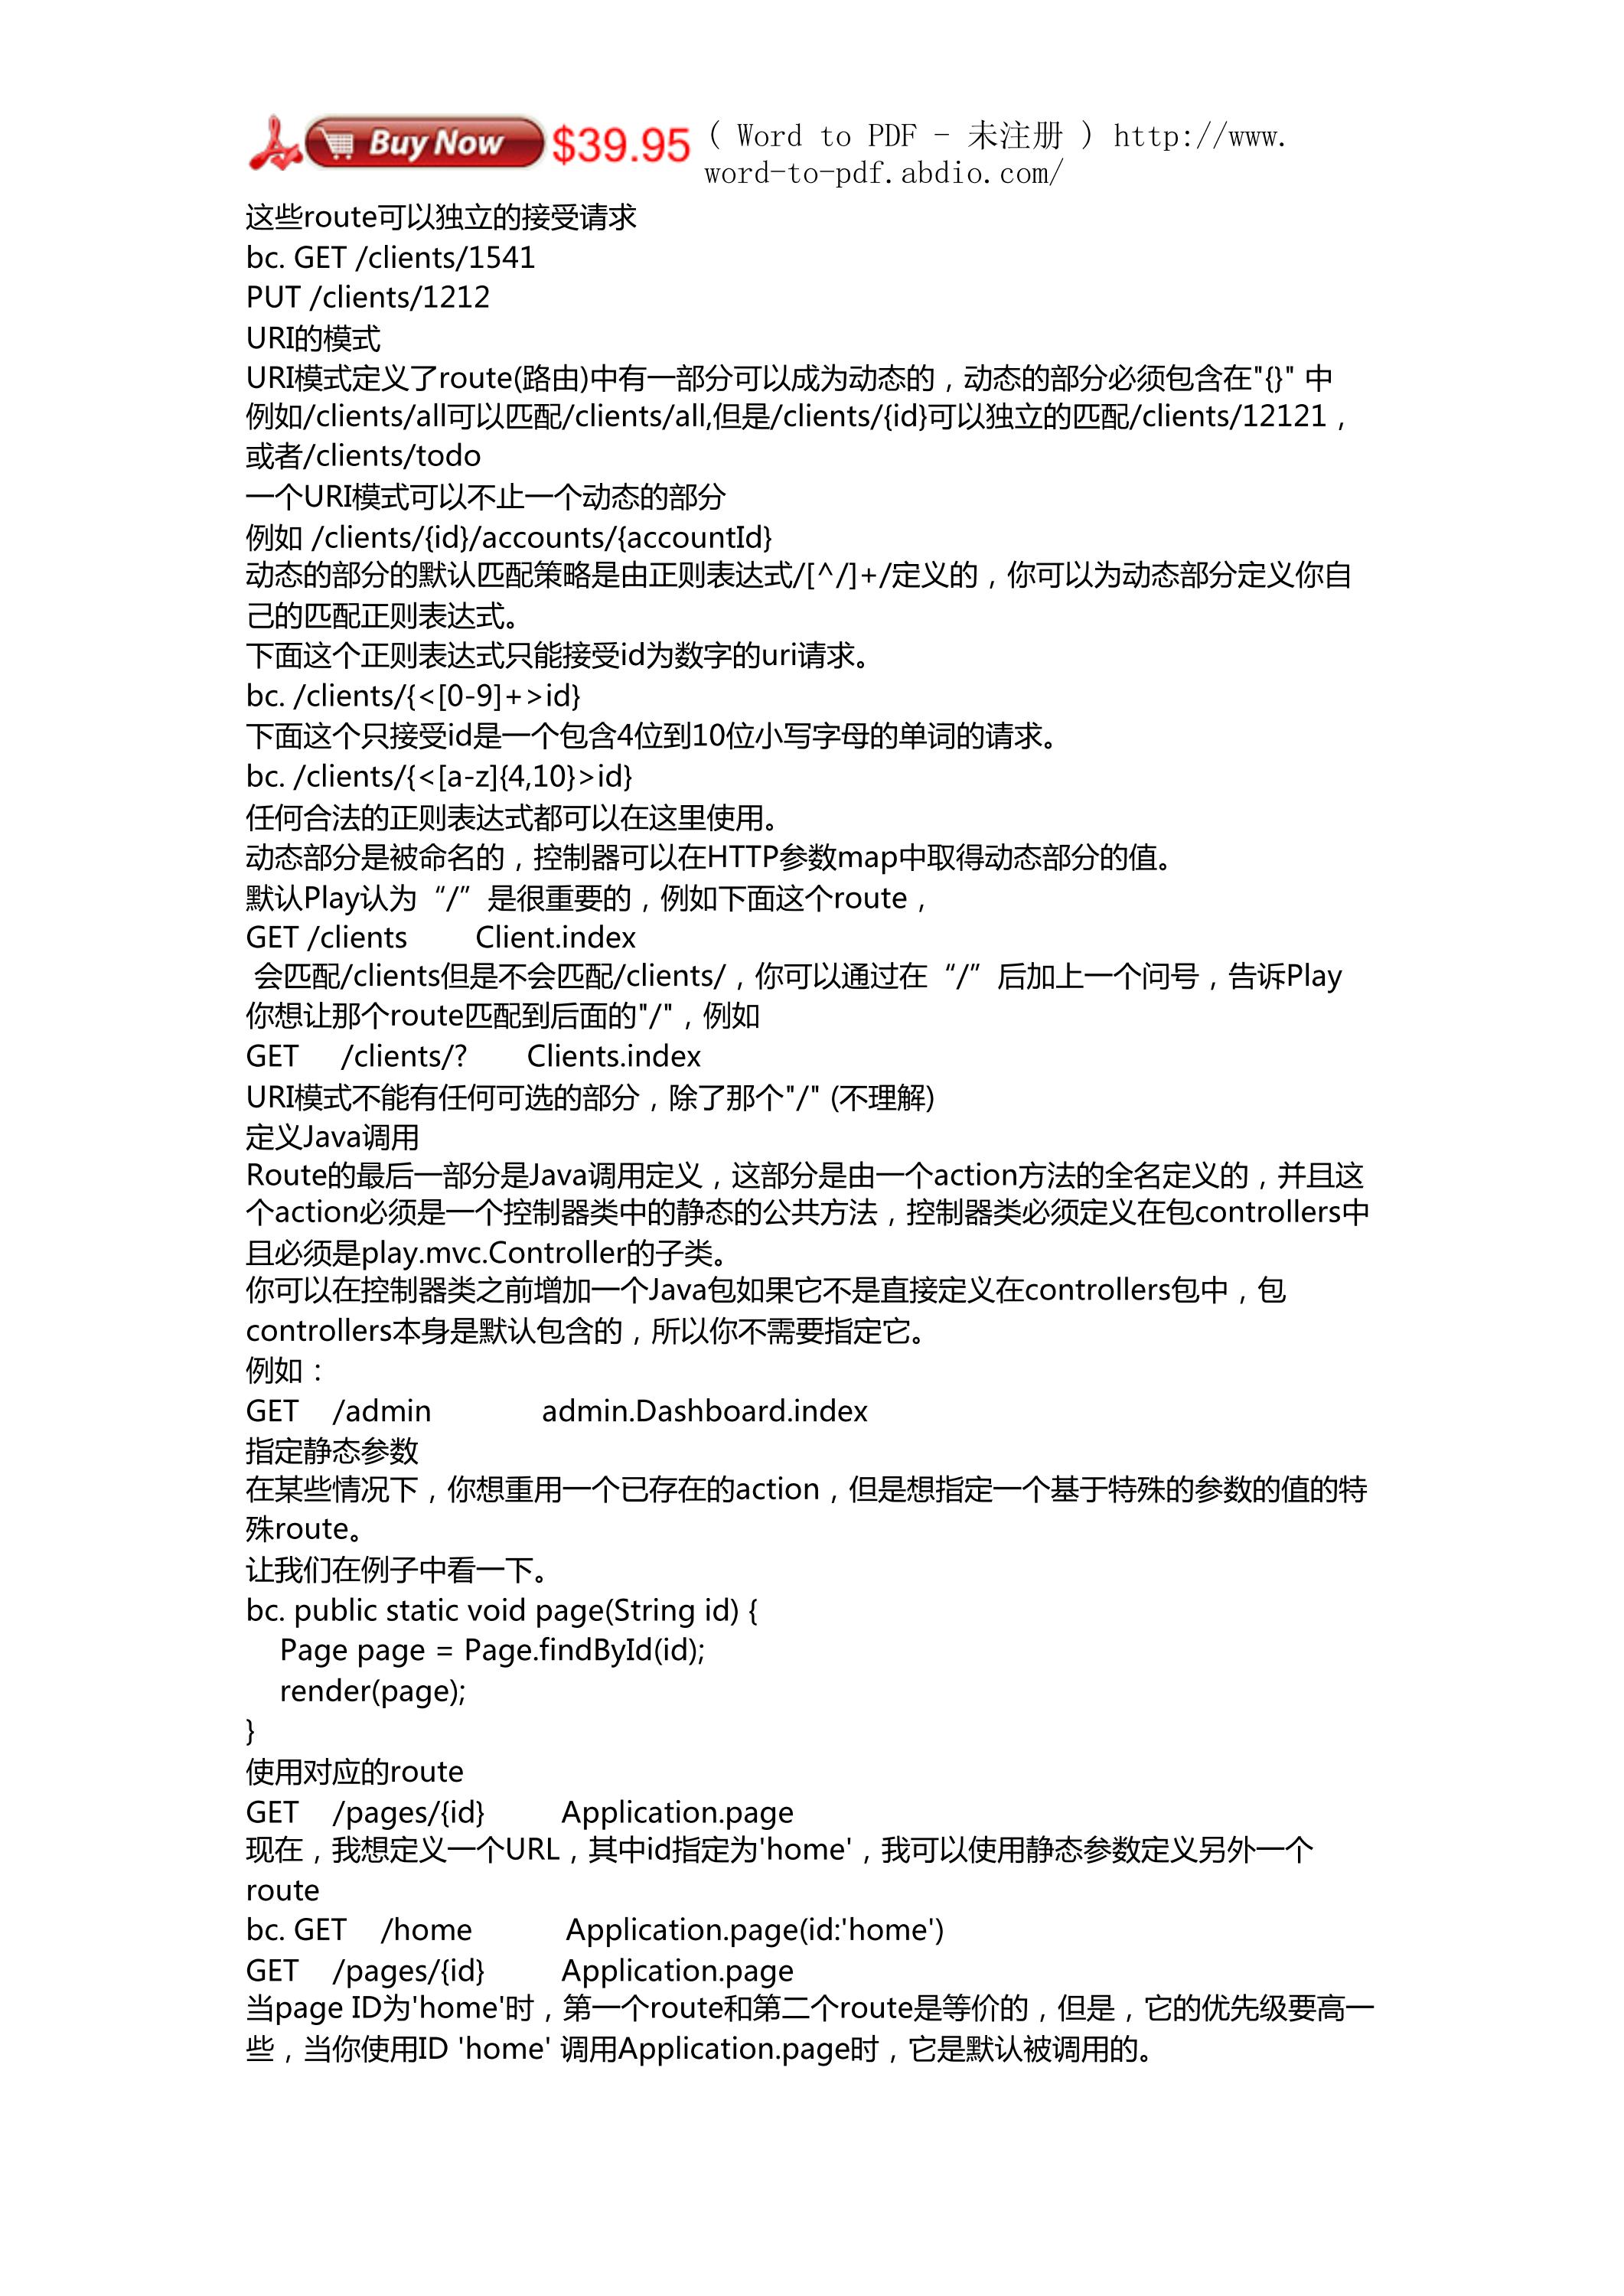 Buy Now $39.95 ( Word to PDF - 未注册 ) http://www.
word-to-pdf.abdio.com/
这些route可以独立的接受请求
bc. GET /clients/1541
PUT /clients/1212
URI的模式
URI模式定义了route(路由)中有一部分可以成为动态的，动态的部分必须包含在"{}" 中
例如/clients/all可以匹配/clients/all,但是/clients/{id}可以独立的匹配/clients/12121，
或者/clients/todo
一个URI模式可以不止一个动态的部分
例如 /clients/{id}/accounts/{accountId}
动态的部分的默认匹配策略是由正则表达式/[^/]+/定义的，你可以为动态部分定义你自
己的匹配正则表达式。
下面这个正则表达式只能接受id为数字的uri请求。
bc. /clients/{<[0-9]+>id}
下面这个只接受id是一个包含4位到10位小写字母的单词的请求。
bc. /clients/{<[a-z]{4,10}>id}
任何合法的正则表达式都可以在这里使用。
动态部分是被命名的，控制器可以在HTTP参数map中取得动态部分的值。
默认Play认为“/”是很重要的，例如下面这个route，
GET /clients Client.index
会匹配/clients但是不会匹配/clients/，你可以通过在“/”后加上一个问号，告诉Play
你想让那个route匹配到后面的"/"，例如
GET /clients/? Clients.index
URI模式不能有任何可选的部分，除了那个"/" (不理解)
定义Java调用
Route的最后一部分是Java调用定义，这部分是由一个action方法的全名定义的，并且这
个action必须是一个控制器类中的静态的公共方法，控制器类必须定义在包controllers中
且必须是play.mvc.Controller的子类。
你可以在控制器类之前增加一个Java包如果它不是直接定义在controllers包中，包
controllers本身是默认包含的，所以你不需要指定它。
例如：
GET /admin admin.Dashboard.index
指定静态参数
在某些情况下，你想重用一个已存在的action，但是想指定一个基于特殊的参数的值的特
殊route。
让我们在例子中看一下。
bc. public static void page(String id) {
Page page = Page.findById(id);
render(page);
}
使用对应的route
GET /pages/{id} Application.page
现在，我想定义一个URL，其中id指定为'home'，我可以使用静态参数定义另外一个
route
bc. GET /home Application.page(id:'home')
GET /pages/{id} Application.page
当page ID为'home'时，第一个route和第二个route是等价的，但是，它的优先级要高一
些，当你使用ID 'home' 调用Application.page时，它是默认被调用的。